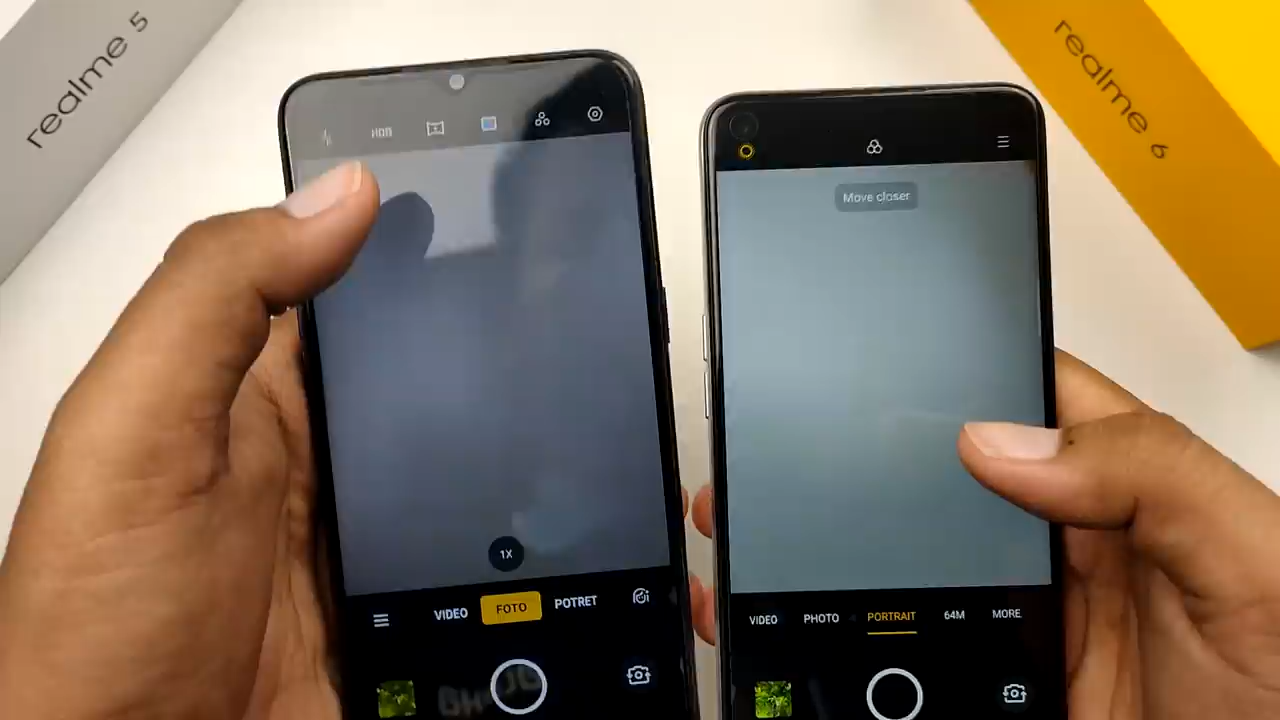 realme 5
realme 6
HDR
Move closer
1X
VIDEO FOTO POTRET
VIDEO PHOTO PORTRAIT 64M MORE